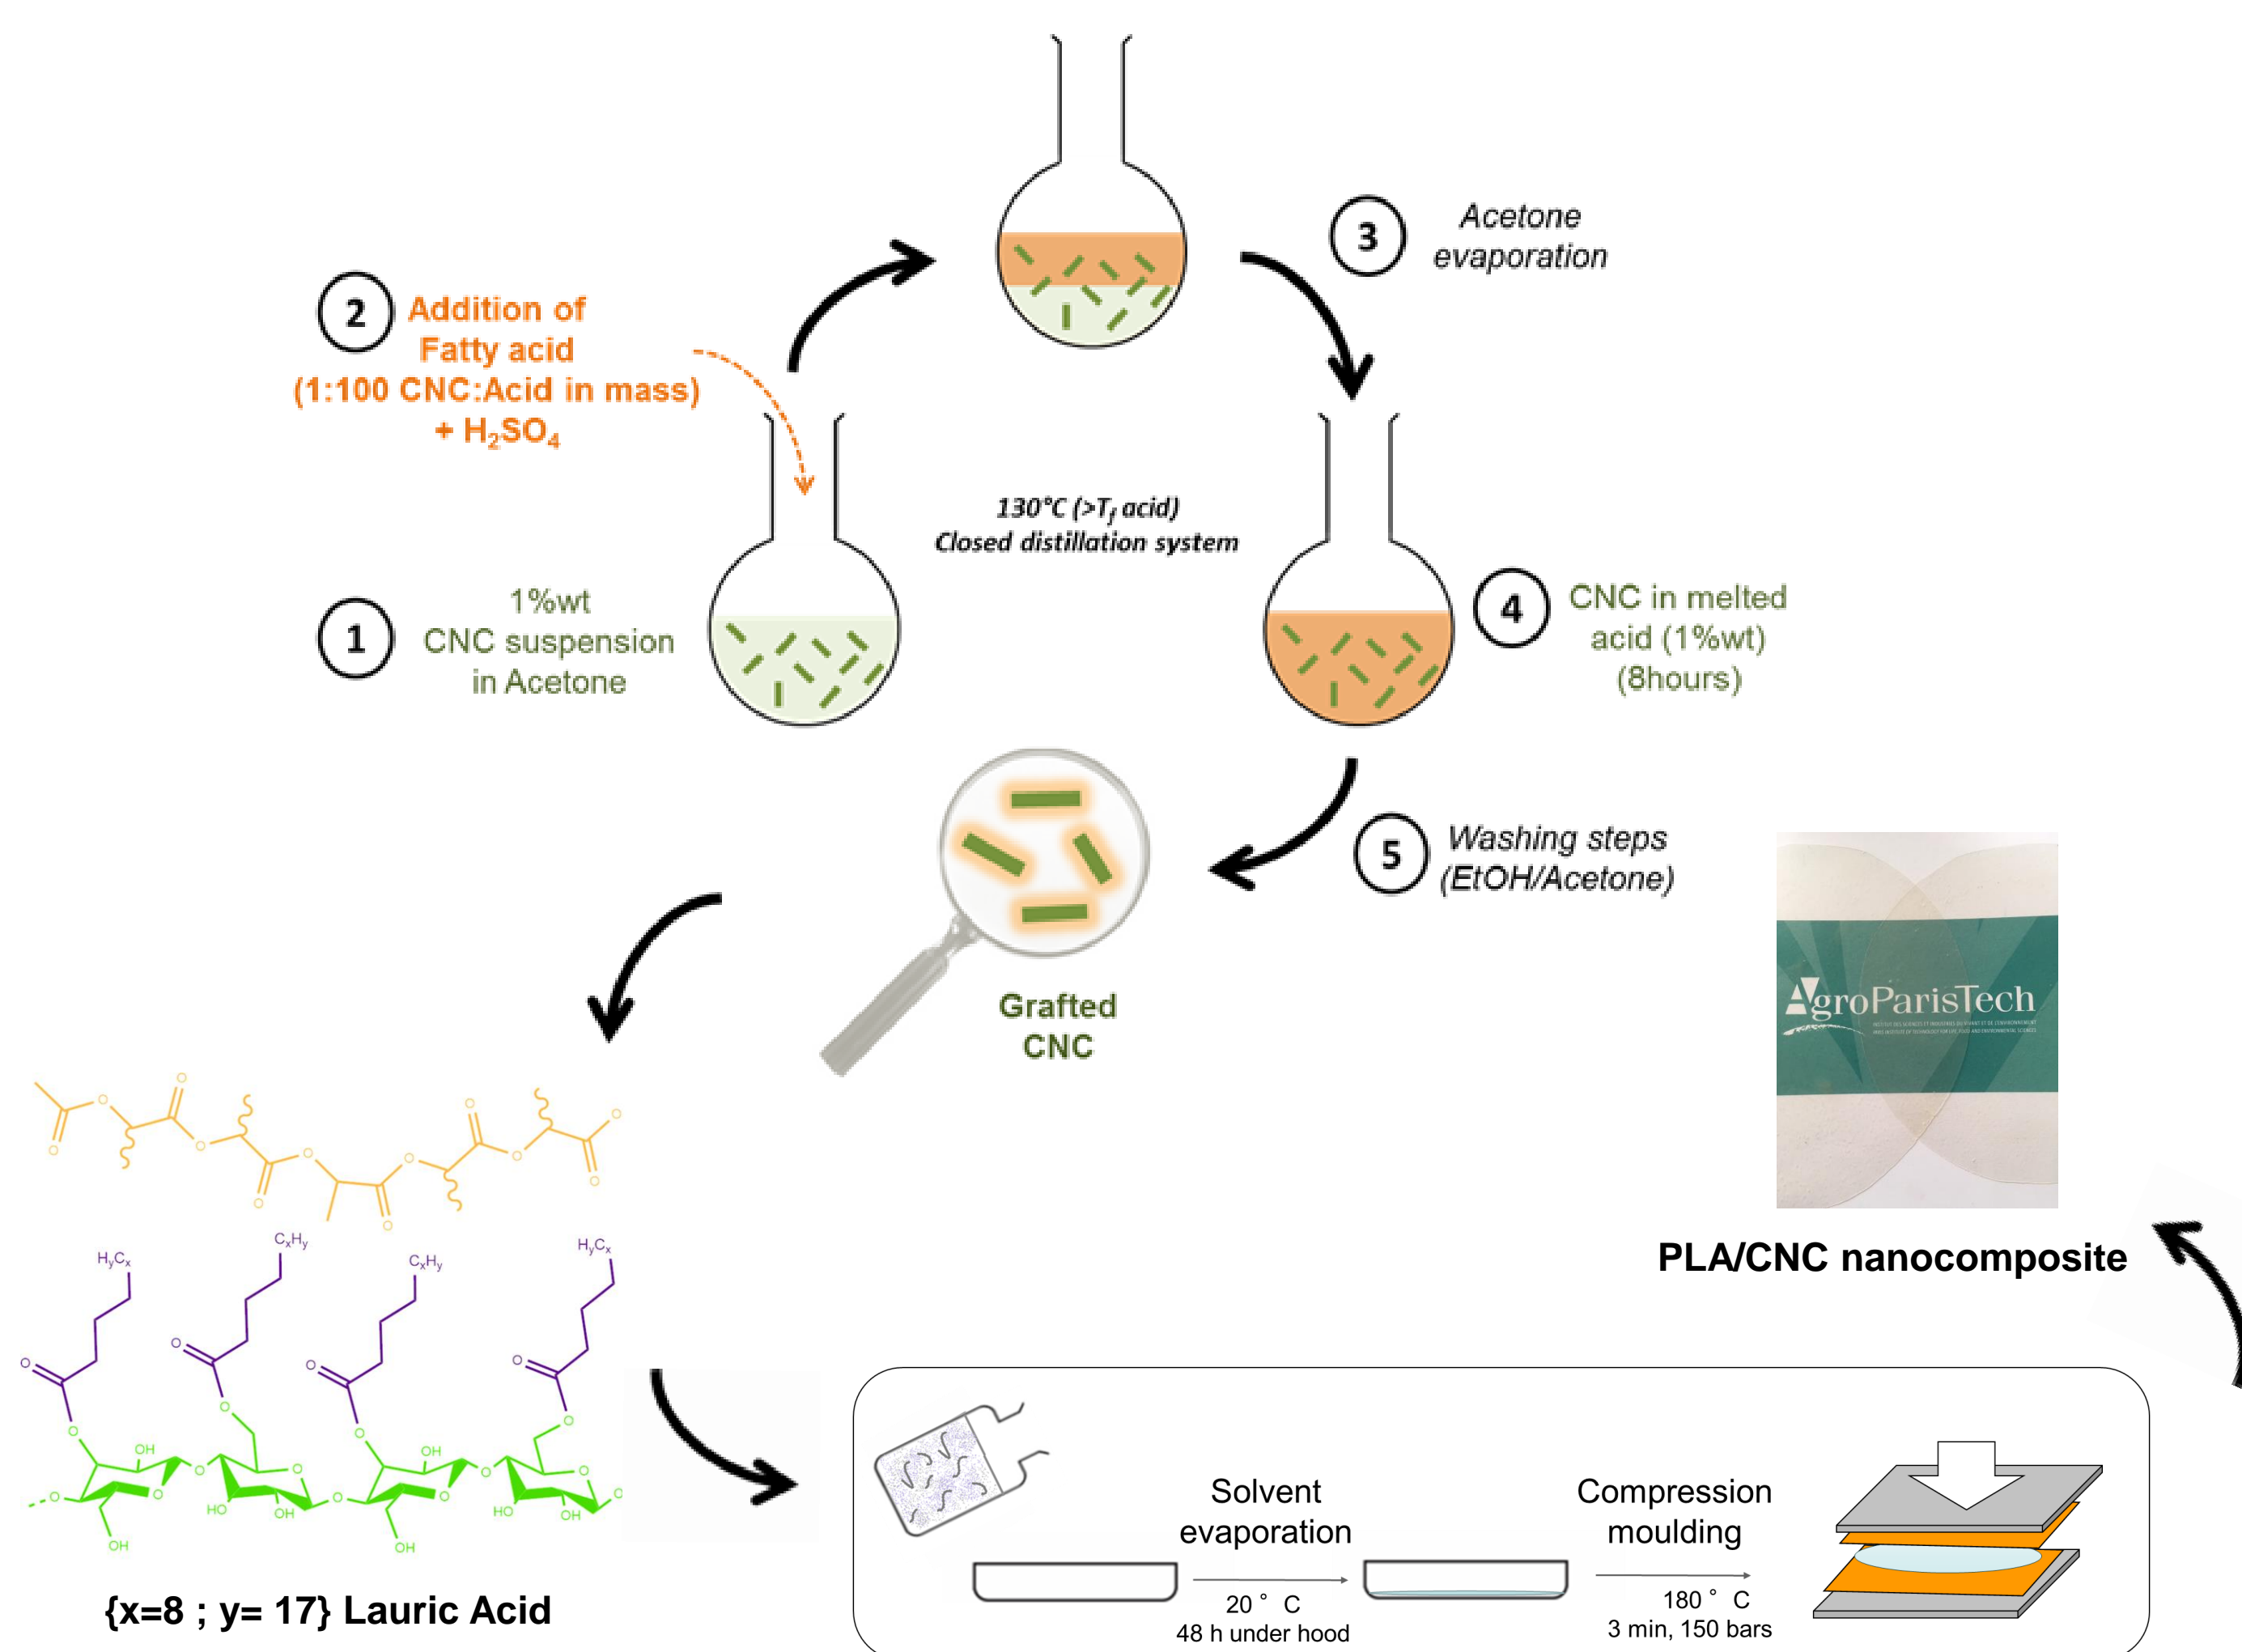 3
Acetone
evaporation
2
Addition of
Fatty acid
(1:100 CNC:Acid in mass)
+ H₂SO₄
130°C (>Tf acid)
Closed distillation system
1
1%wt
CNC suspension
in Acetone
4
CNC in melted
acid (1%wt)
(8hours)
5
Washing steps
(EtOH/Acetone)
Grafted
CNC
AgroParisTech
PLA/CNC nanocomposite
O O O O O O O O O O O O
HyCx
CxHy
CxHy
HyCx
O O O O
O O O O
OH O O OH O O
O O O O O
HO OH HO OH
OH OH
{x=8 ; y= 17} Lauric Acid
Solvent
evaporation
20 ° C
48 h under hood
Compression
moulding
180 ° C
3 min, 150 bars